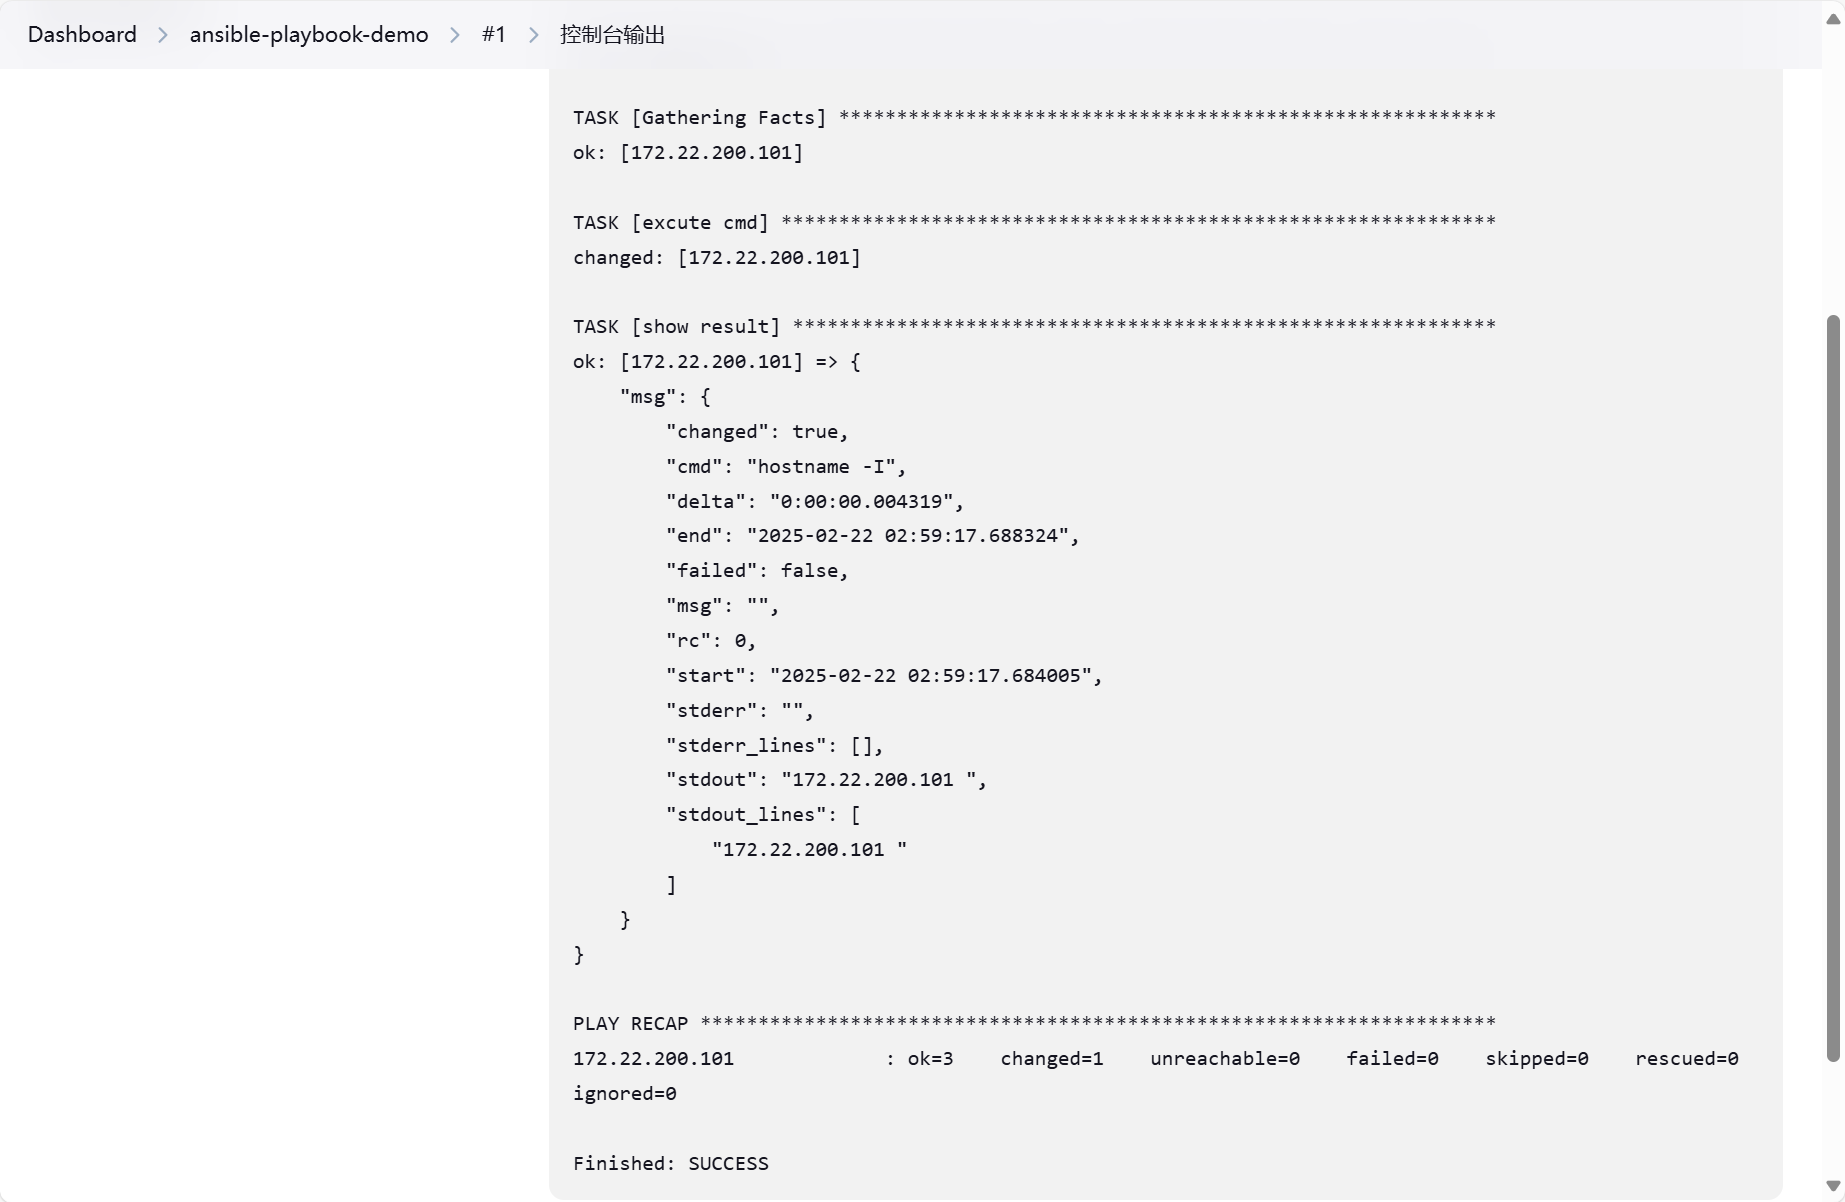 Dashboard > ansible-playbook-demo > #1 > 控制台输出
TASK [Gathering Facts] *********************************************************
ok: [172.22.200.101]
TASK [excute cmd] **************************************************************
changed: [172.22.200.101]
TASK [show result] *************************************************************
ok: [172.22.200.101] => {
    "msg": {
        "changed": true,
        "cmd": "hostname -I",
        "delta": "0:00:00.004319",
        "end": "2025-02-22 02:59:17.688324",
        "failed": false,
        "msg": "",
        "rc": 0,
        "start": "2025-02-22 02:59:17.684005",
        "stderr": "",
        "stderr_lines": [],
        "stdout": "172.22.200.101 ",
        "stdout_lines": [
            "172.22.200.101 "
        ]
    }
}
PLAY RECAP *********************************************************************
172.22.200.101             : ok=3    changed=1    unreachable=0    failed=0    skipped=0    rescued=0
ignored=0
Finished: SUCCESS